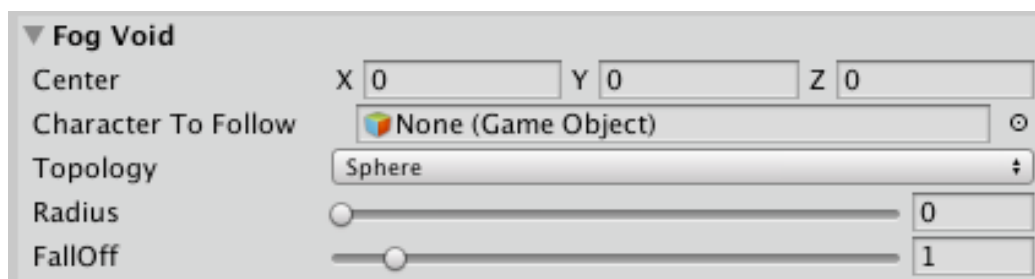 Fog Void
Center X 0 Y 0 Z 0
Character To Follow None (Game Object)
Topology Sphere
Radius 0
FallOff 1